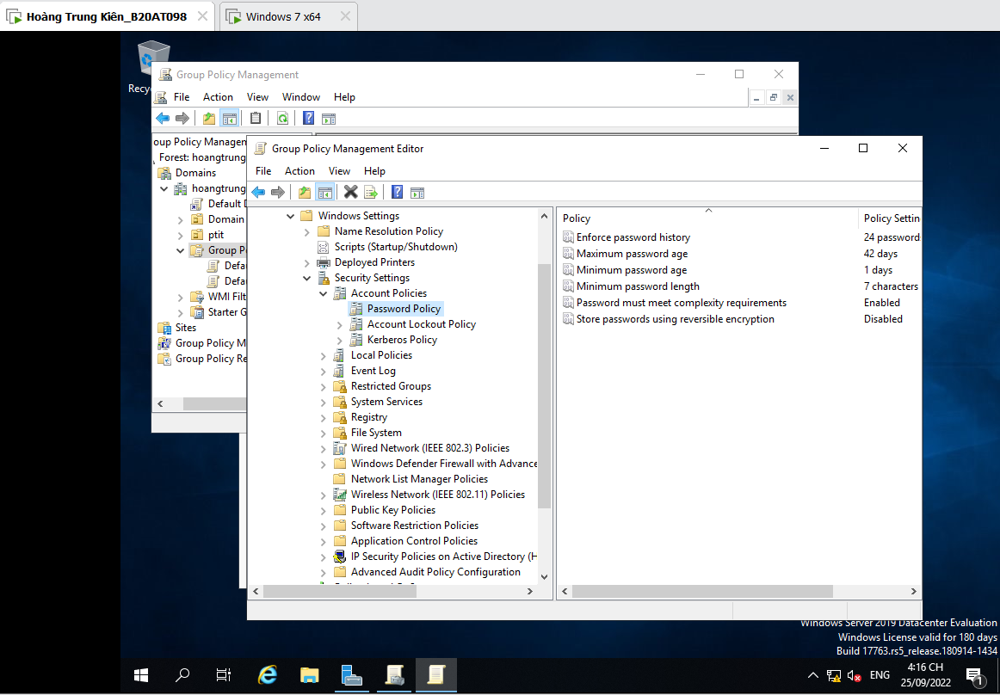 Hoàng Trung Kiên_B20AT098
Windows 7 x64
Recy
Group Policy Management
File Action View Window Help
oup Policy Managen
Forest: hoangtrung
Domains
hoangtrung
Default D
Domain
ptit
Group P
Defau
Defau
WMI Filt
Starter G
Sites
Group Policy M
Group Policy Re
Group Policy Management Editor
File Action View Help
Windows Settings
Name Resolution Policy
Scripts (Startup/Shutdown)
Deployed Printers
Security Settings
Account Policies
Password Policy
Account Lockout Policy
Kerberos Policy
Local Policies
Event Log
Restricted Groups
System Services
Registry
File System
Wired Network (IEEE 802.3) Policies
Windows Defender Firewall with Advance
Network List Manager Policies
Wireless Network (IEEE 802.11) Policies
Public Key Policies
Software Restriction Policies
Application Control Policies
IP Security Policies on Active Directory (H
Advanced Audit Policy Configuration
Policy Policy Settin
Enforce password history 24 password
Maximum password age 42 days
Minimum password age 1 days
Minimum password length 7 characters
Password must meet complexity requirements Enabled
Store passwords using reversible encryption Disabled
Windows Server 2019 Datacenter Evaluation
Windows License valid for 180 days
Build 17763.rs5_release.180914-1434
ENG
4:16 CH
25/09/2022
1